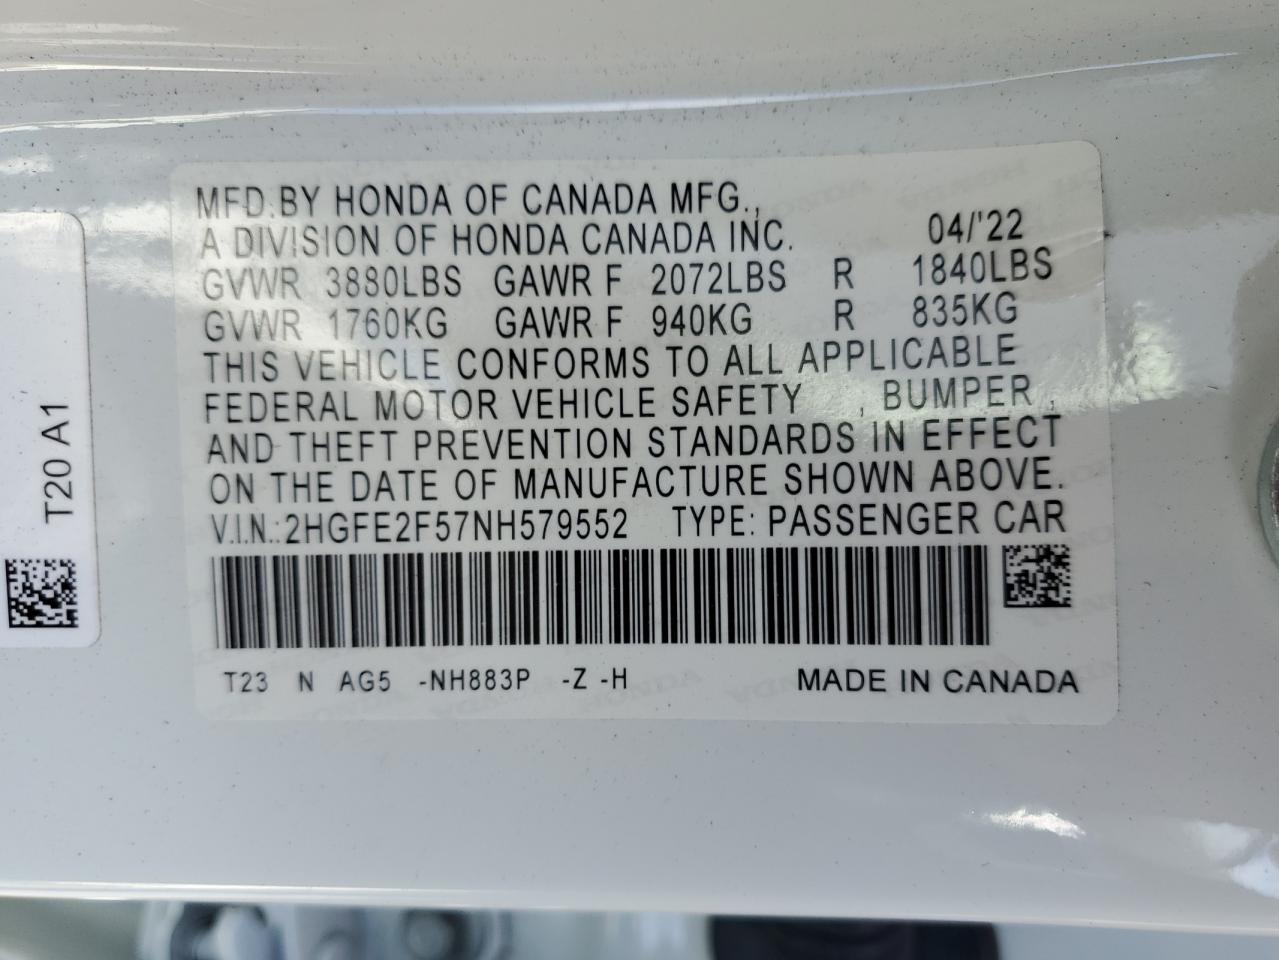 MFD.BY HONDA OF CANADA MFG.,
A DIVISION OF HONDA CANADA INC. 04/'22
GVWR 3880LBS GAWR F 2072LBS R 1840LBS
GVWR 1760KG GAWR F 940KG R 835KG
THIS VEHICLE CONFORMS TO ALL APPLICABLE
FEDERAL MOTOR VEHICLE SAFETY , BUMPER ,
AND THEFT PREVENTION STANDARDS IN EFFECT
ON THE DATE OF MANUFACTURE SHOWN ABOVE.
V.I.N.:2HGFE2F57NH579552 TYPE: PASSENGER CAR
T23 N AG5 -NH883P -Z -H MADE IN CANADA
T20 A1